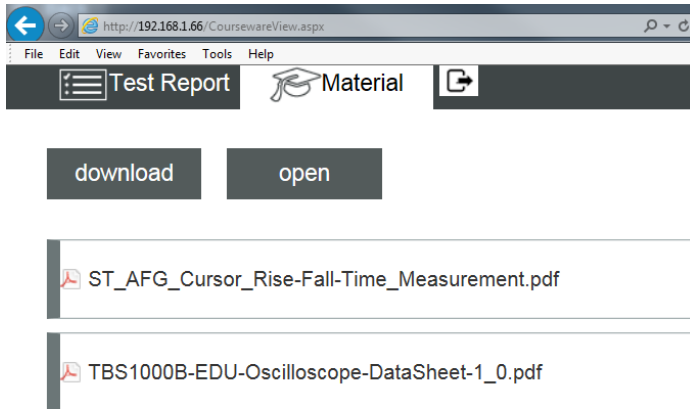 http://192.168.1.66/CoursewareView.aspx
File Edit View Favorites Tools Help
Test Report Material
download open
ST_AFG_Cursor_Rise-Fall-Time_Measurement.pdf
TBS1000B-EDU-Oscilloscope-DataSheet-1_0.pdf